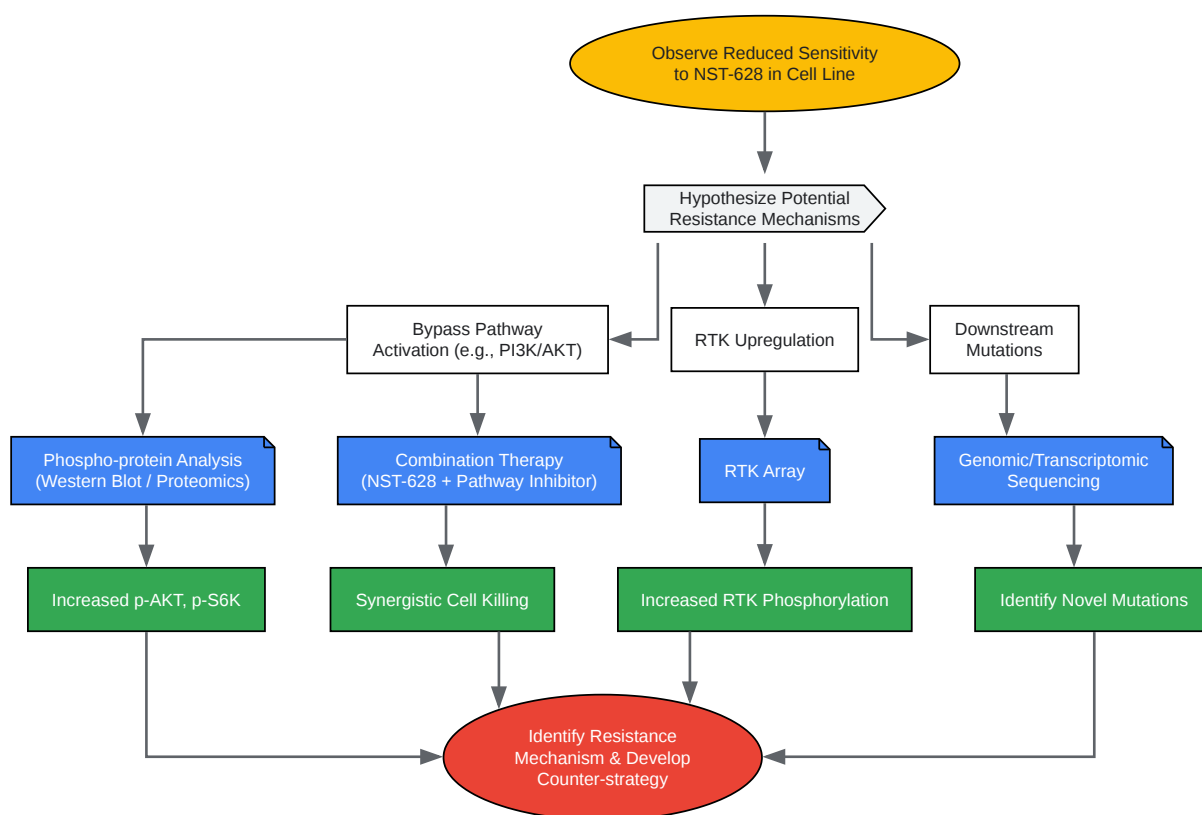 Observe Reduced Sensitivity
to NST-628 in Cell Line
Hypothesize Potential
Resistance Mechanisms
Bypass Pathway
Activation (e.g., PI3K/AKT)
RTK Upregulation
Downstream
Mutations
Phospho-protein Analysis
(Western Blot / Proteomics)
Combination Therapy
(NST-628 + Pathway Inhibitor)
RTK Array
Genomic/Transcriptomic
Sequencing
Increased p-AKT, p-S6K
Synergistic Cell Killing
Increased RTK Phosphorylation
Identify Novel Mutations
Identify Resistance
Mechanism & Develop
Counter-strategy